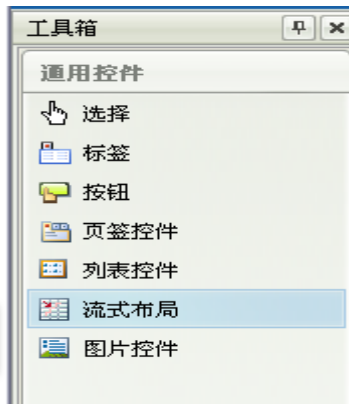 工具箱
通用控件
选择
标签
按钮
页签控件
列表控件
流式布局
图片控件